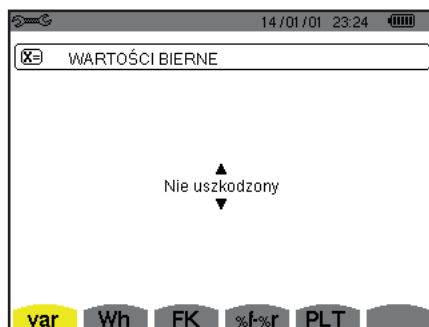 14/01/01 23:24
X= WARTOŚCI BIERNE
Nie uszkodzony
var Wh FK %f-%r PLT